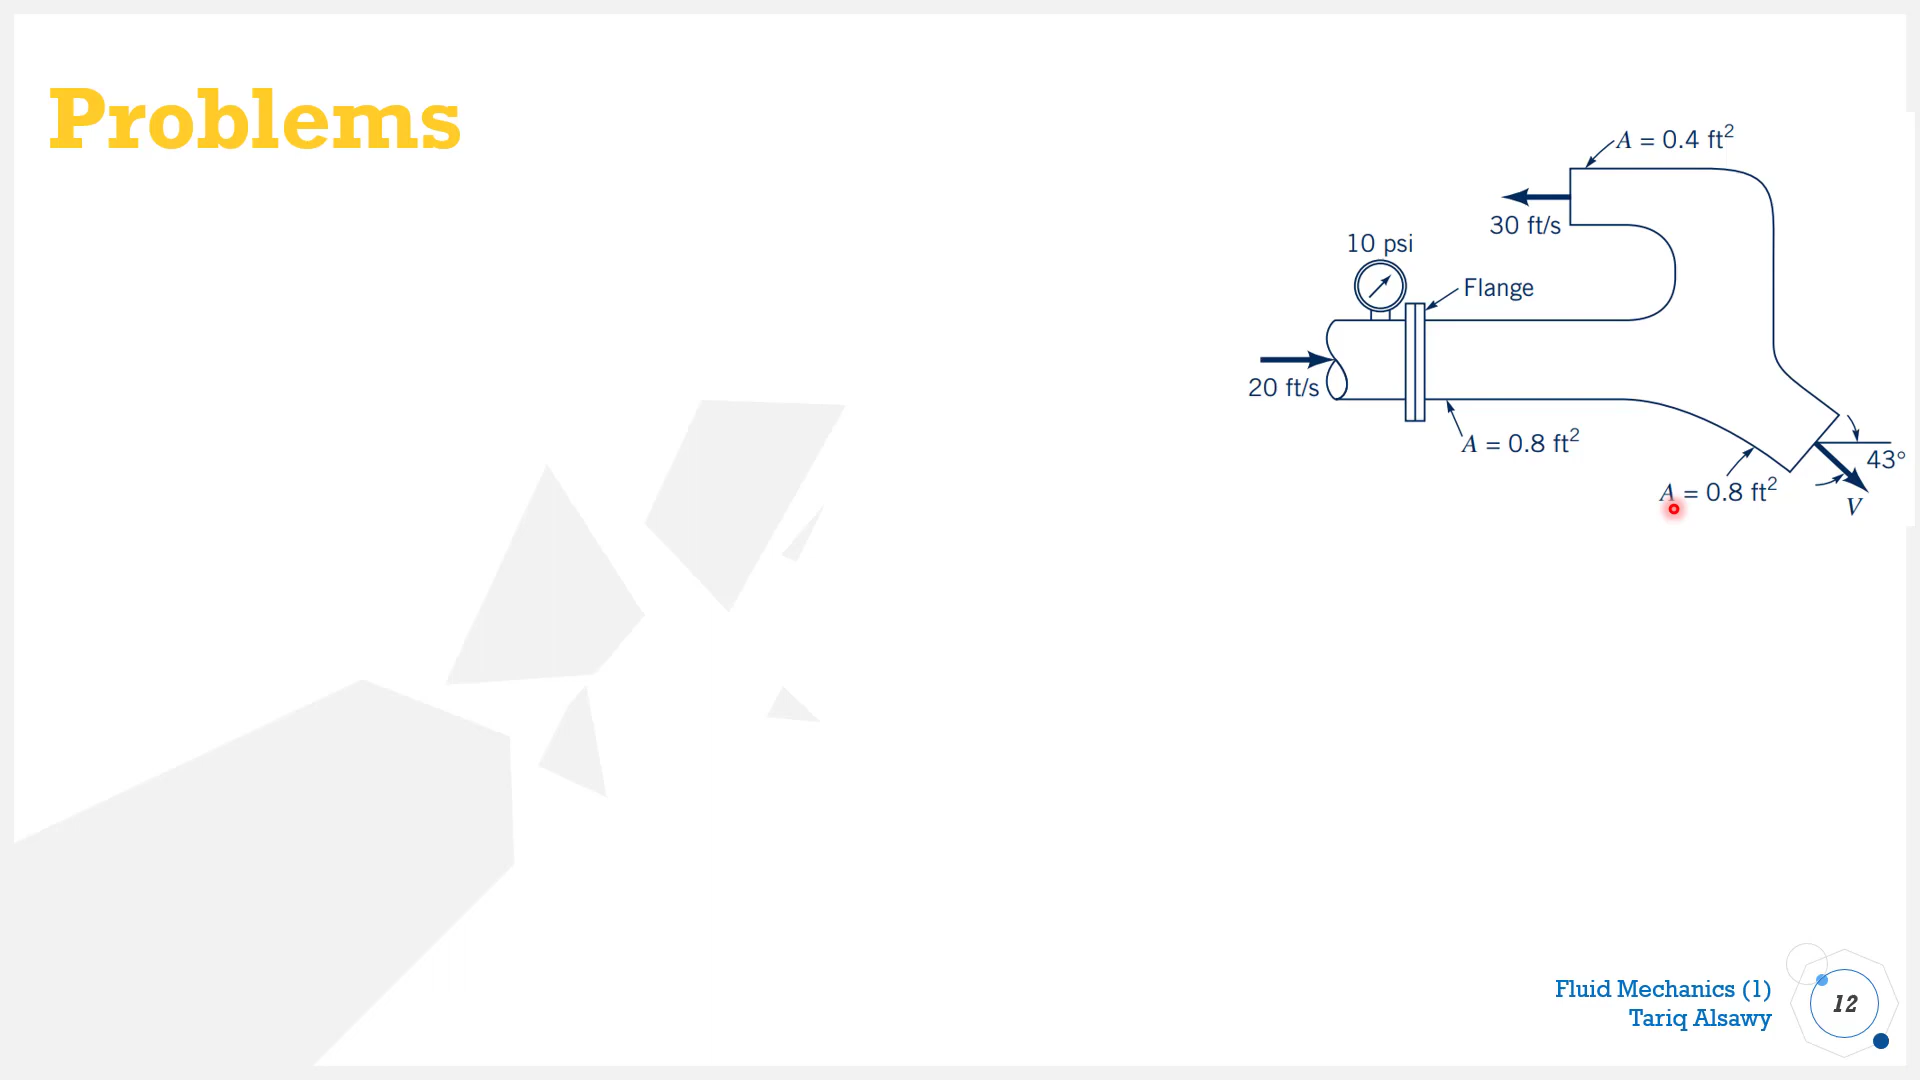 Problems
A = 0.4 ft²
30 ft/s
10 psi
Flange
20 ft/s
A = 0.8 ft²
43°
A = 0.8 ft²
V
Fluid Mechanics (1)
Tariq Alsawy
12